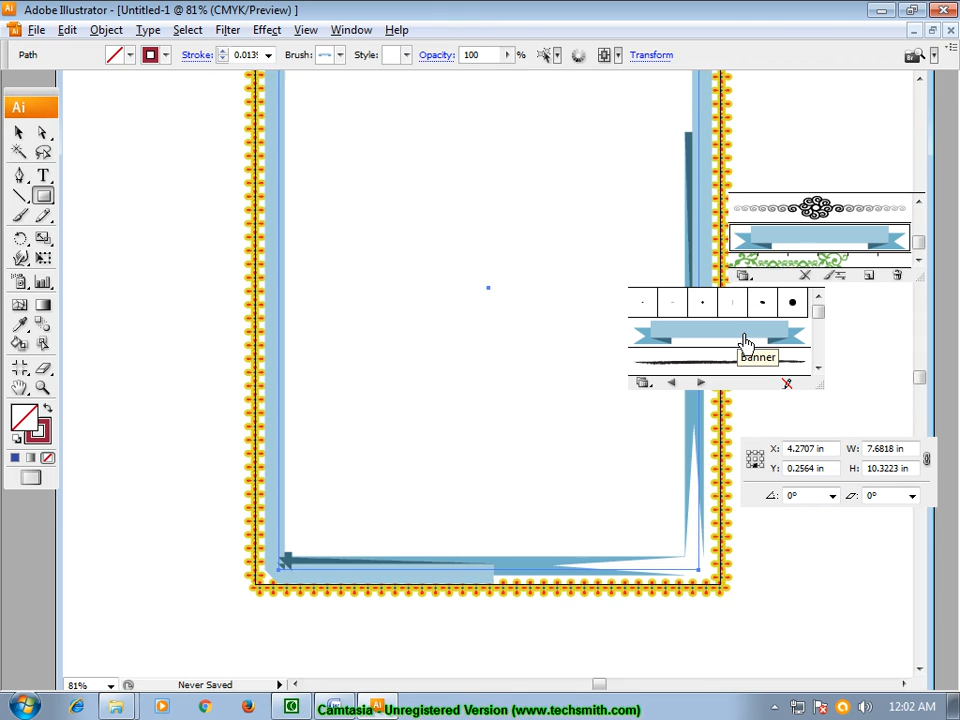 Adobe Illustrator - [Untitled-1 @ 81% (CMYK/Preview) ]
File Edit Object Type Select Filter Effect View Window Help
Path Stroke: 0.0139 Brush: Style: Opacity: 100 % Transform
Ai
Banner
X: 4.2707 in W: 7.6818 in
Y: 0.2564 in H: 10.3223 in
0° 0°
81% Never Saved
Camtasia - Unregistered Version (www.techsmith.com)
12:02 AM